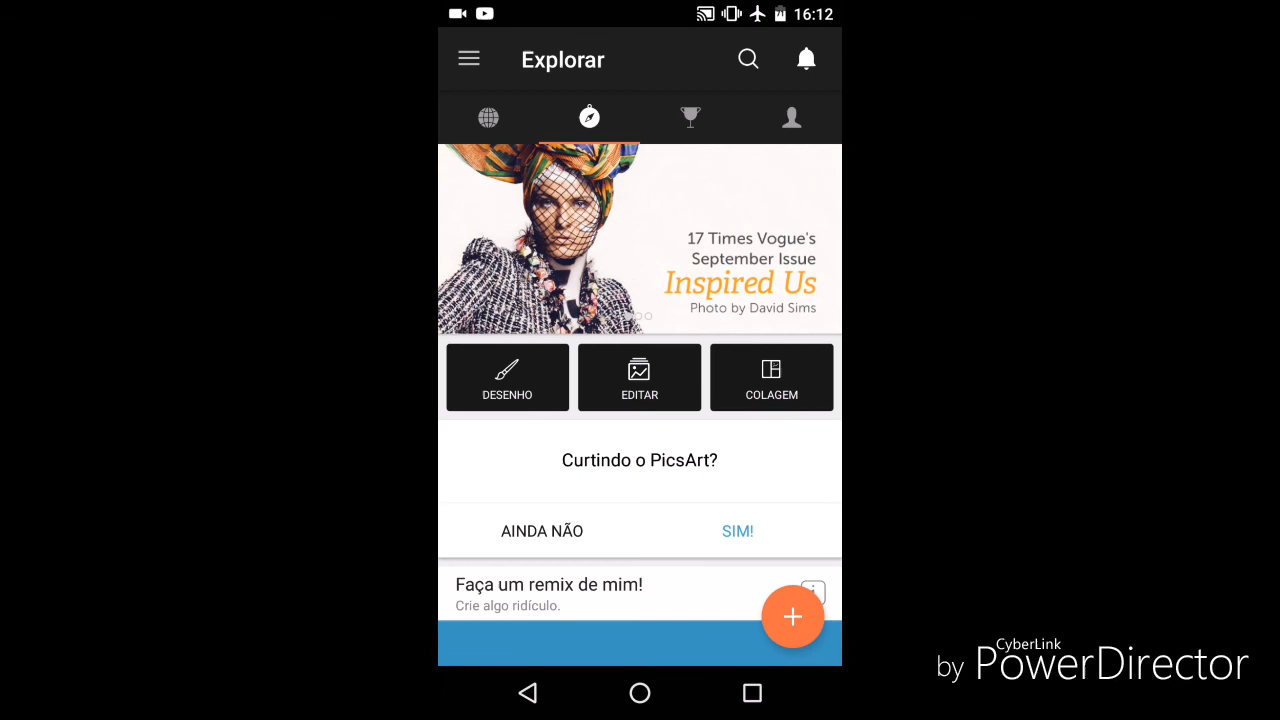 16:12
Explorar
17 Times Vogue's
September Issue
Inspired Us
Photo by David Sims
DESENHO
EDITAR
COLAGEM
Curtindo o PicsArt?
AINDA NÃO
SIM!
Faça um remix de mim!
Crie algo ridículo.
CyberLink
by PowerDirector